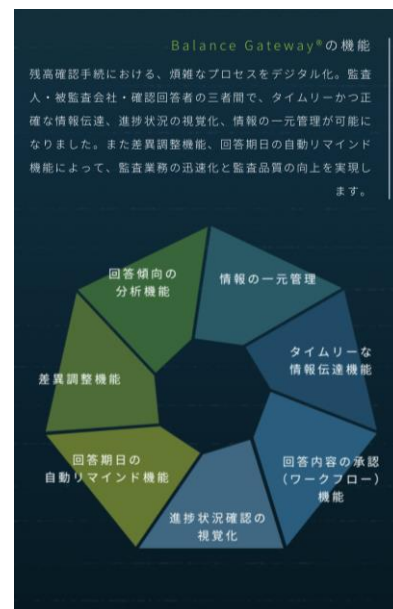 Balance Gateway®の機能
残高確認手続における、煩雑なプロセスをデジタル化。監査
人・被監査会社・確認回答者の三者間で、タイムリーかつ正
確な情報伝達、進捗状況の視覚化、情報の一元管理が可能に
なりました。また差異調整機能、回答期日の自動リマインド
機能によって、監査業務の迅速化と監査品質の向上を実現し
ます。
情報の一元管理
タイムリーな
情報伝達機能
回答内容の承認
（ワークフロー）
機能
進捗状況確認の
視覚化
回答期日の
自動リマインド機能
差異調整機能
回答傾向の
分析機能